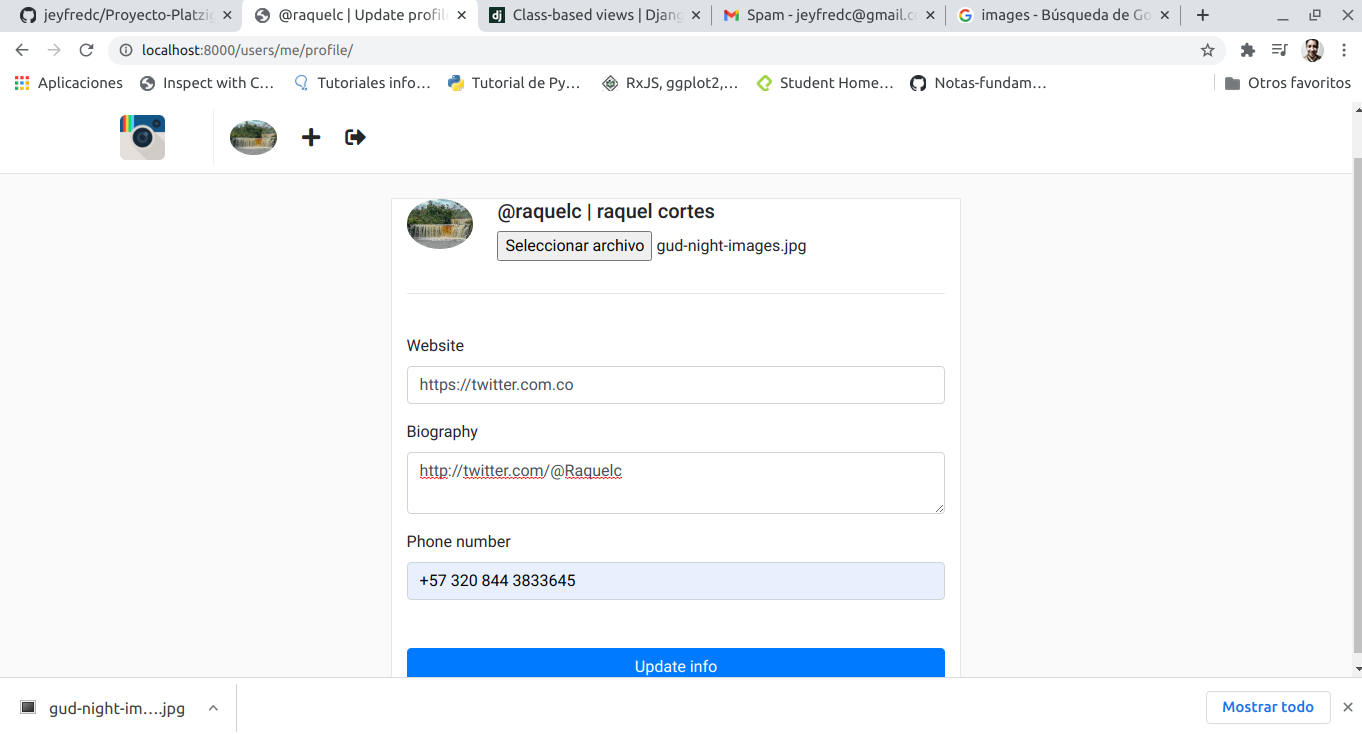 jeyfredc/Proyecto-Platzig
@raquelc | Update profile
Class-based views | Djang
Spam - jeyfredc@gmail.c
images - Búsqueda de Go
localhost:8000/users/me/profile/
Aplicaciones
Inspect with C...
Tutoriales info...
Tutorial de Py...
RxJS, ggplot2,...
Student Home...
Notas-fundam...
Otros favoritos
@raquelc | raquel cortes
Seleccionar archivo gud-night-images.jpg
Website
https://twitter.com.co
Biography
http://twitter.com/@Raquelc
Phone number
+57 320 844 3833645
Update info
gud-night-im....jpg
Mostrar todo